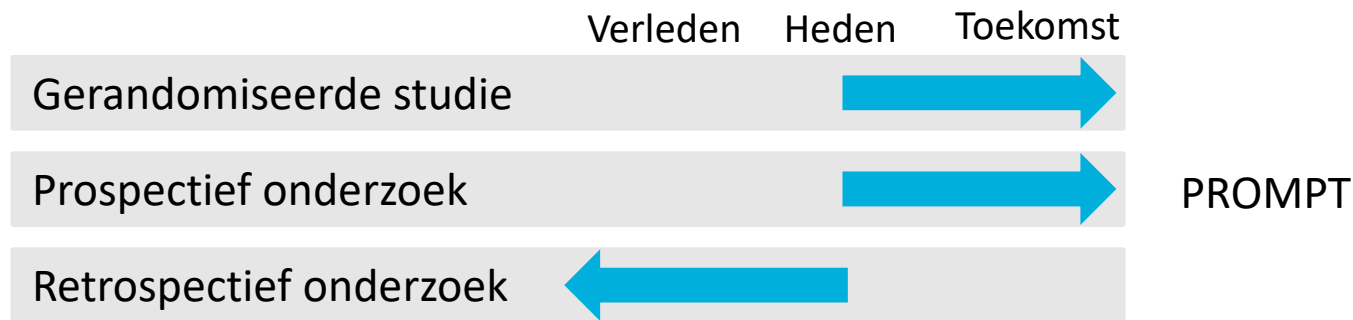 Verleden Heden Toekomst
Gerandomiseerde studie
Prospectief onderzoek PROMPT
Retrospectief onderzoek